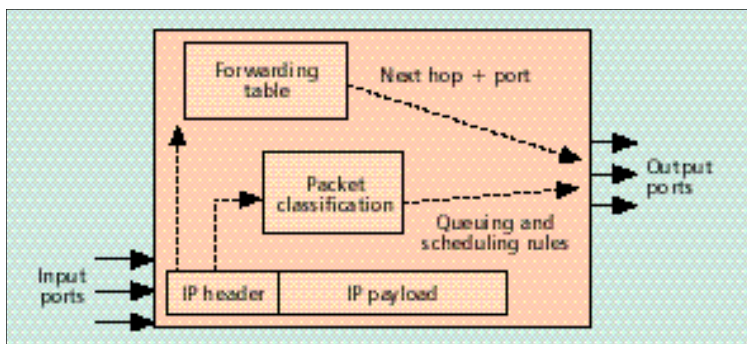 Forwarding
table
Next hop + port
Packet
classification
Output
ports
Queuing and
scheduling rules
Input
ports
IP header
IP payload